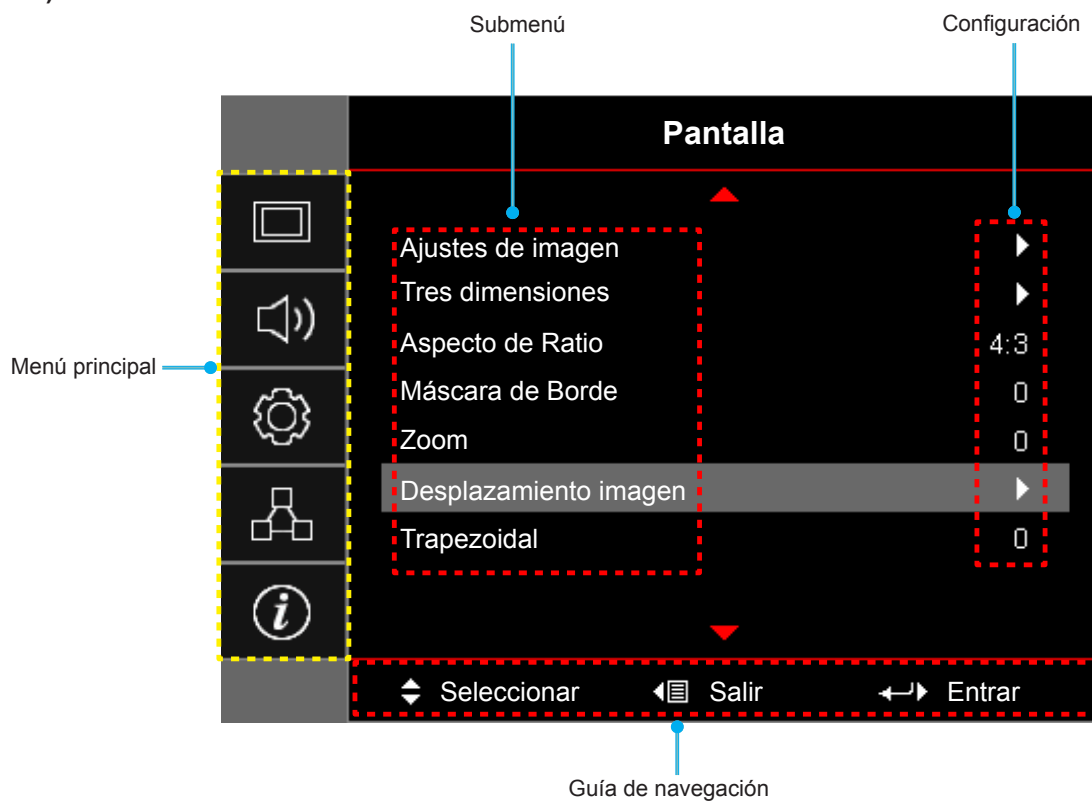 Submenú
Configuración
Pantalla
Ajustes de imagen
Tres dimensiones
Aspecto de Ratio 4:3
Menú principal
Máscara de Borde 0
Zoom 0
Desplazamiento imagen
Trapezoidal 0
Seleccionar Salir Entrar
Guía de navegación